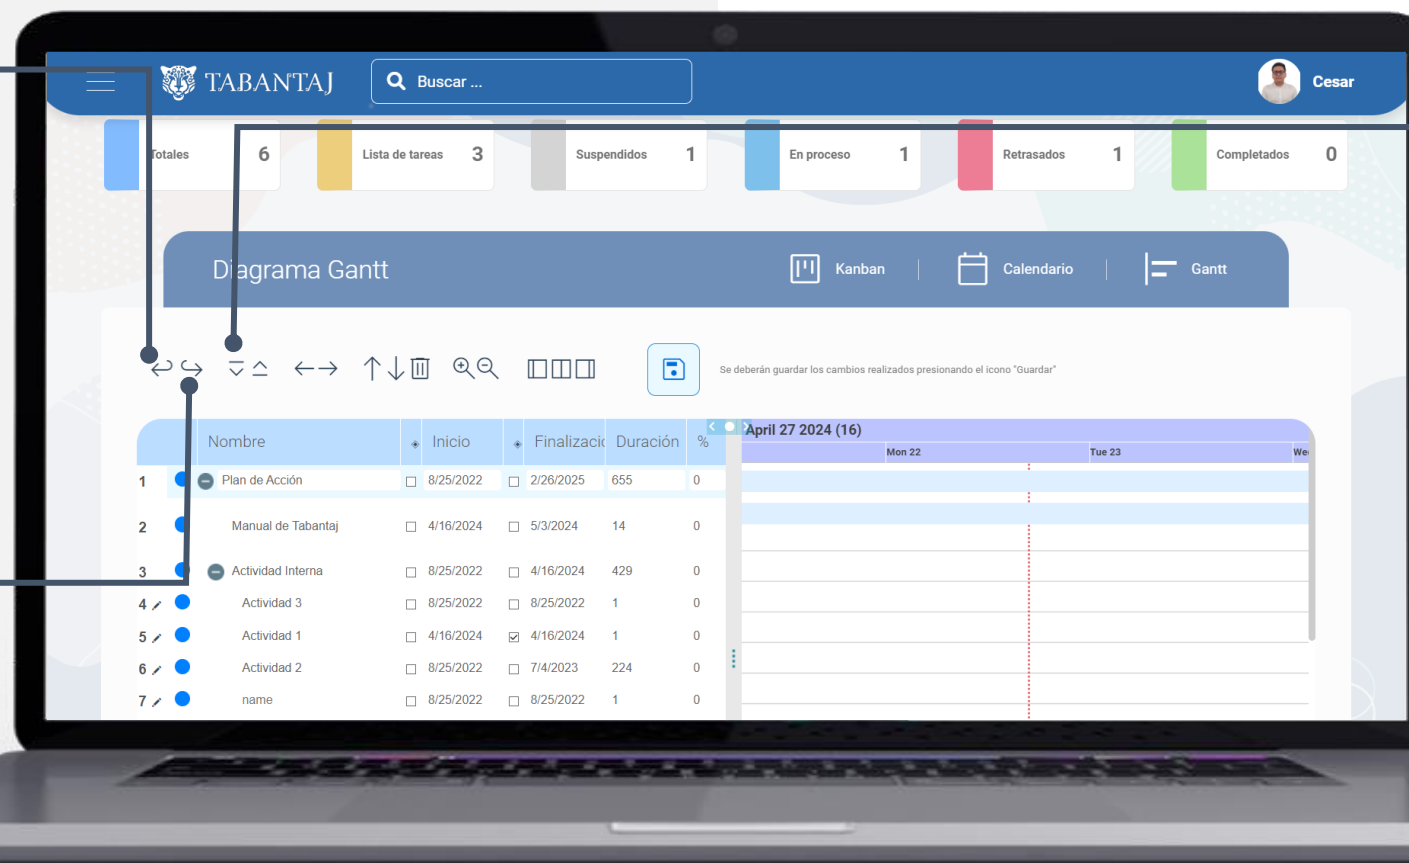 TABANTAJ
Buscar ...
Cesar
Totales 6
Lista de tareas 3
Suspendidos 1
En proceso 1
Retrasados 1
Completados 0
Diagrama Gantt
Kanban
Calendario
Gantt
Se deberán guardar los cambios realizados presionando el icono "Guardar"
Nombre Inicio Finalizacic Duración %
April 27 2024 (16)
Mon 22 Tue 23 We
1 Plan de Acción 8/25/2022 2/26/2025 655 0
2 Manual de Tabantaj 4/16/2024 5/3/2024 14 0
3 Actividad Interna 8/25/2022 4/16/2024 429 0
4 Actividad 3 8/25/2022 8/25/2022 1 0
5 Actividad 1 4/16/2024 4/16/2024 1 0
6 Actividad 2 8/25/2022 7/4/2023 224 0
7 name 8/25/2022 8/25/2022 1 0